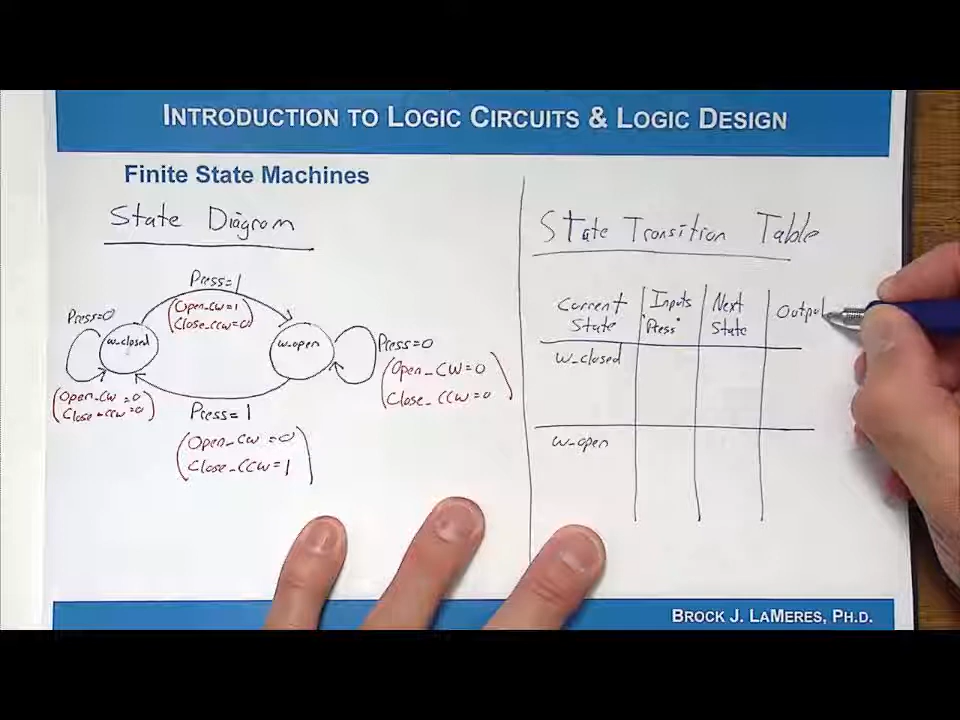 INTRODUCTION TO LOGIC CIRCUITS & LOGIC DESIGN
Finite State Machines
State Diagram
Press=1
(Open_CW=1
Close_CCW=0)
Press=0
w_closed
(Open_CW=0
Close_CCW=0)
w_open
Press=0
(Open_CW=0
Close_CCW=0)
Press=1
(Open_CW=0
Close_CCW=1)
State Transition Table
Current State
Inputs "Press"
Next State
Output
w_closed
w_open
BROCK J. LAMERES, PH.D.